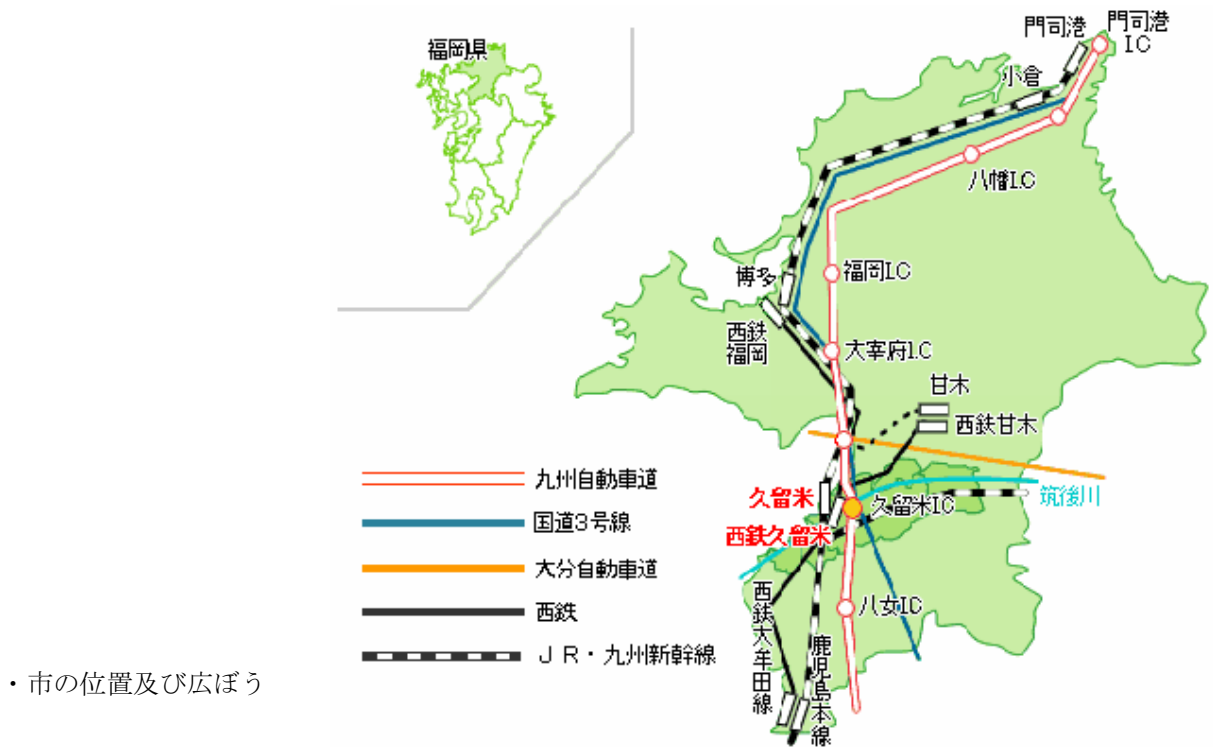 福岡県
門司港
門司港
IC
小倉
八幡I.C
博多
福岡I.C
西鉄
福岡
大宰府I.C
甘木
西鉄甘木
九州自動車道
国道3号線
大分自動車道
西鉄
JR・九州新幹線
久留米
西鉄久留米
久留米IC
筑後川
八女IC
西鉄大牟田線
鹿児島本線
・市の位置及び広ぼう